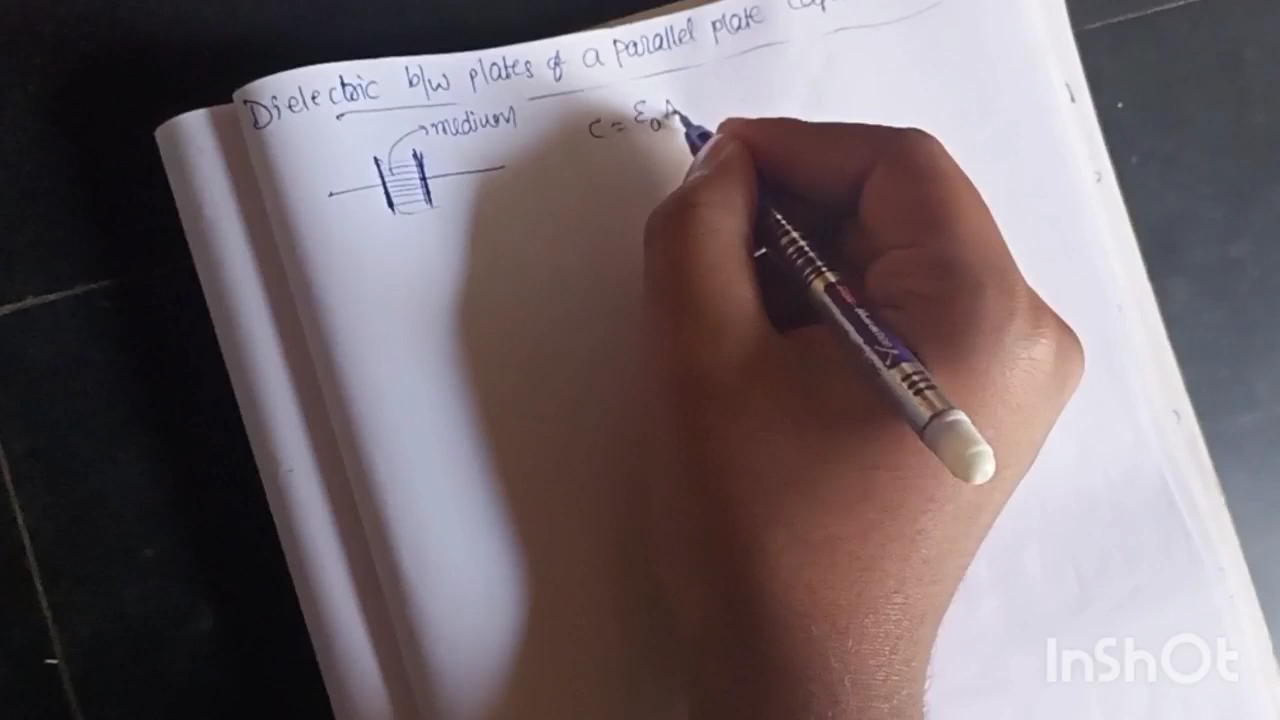 Dielectric b/w plates of a parallel plate
medium
C = ε₀A
InShOt